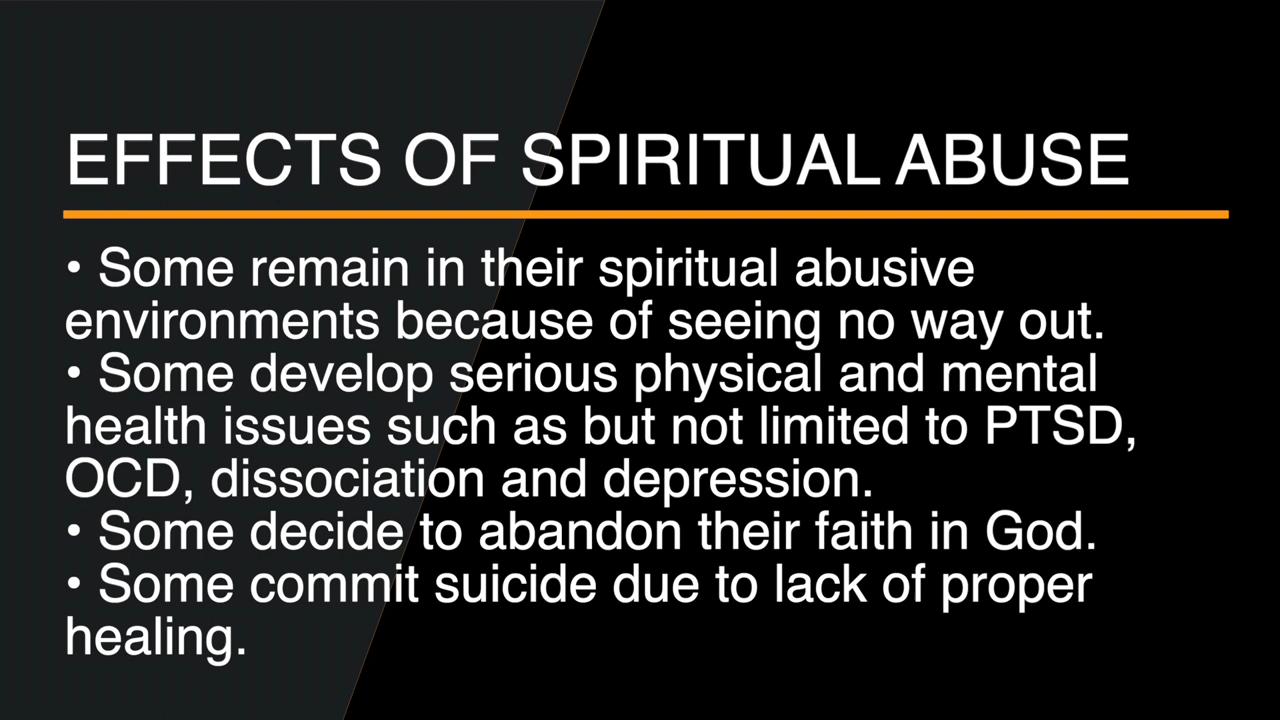 EFFECTS OF SPIRITUAL ABUSE
• Some remain in their spiritual abusive
environments because of seeing no way out.
• Some develop serious physical and mental
health issues such as but not limited to PTSD,
OCD, dissociation and depression.
• Some decide to abandon their faith in God.
• Some commit suicide due to lack of proper
healing.